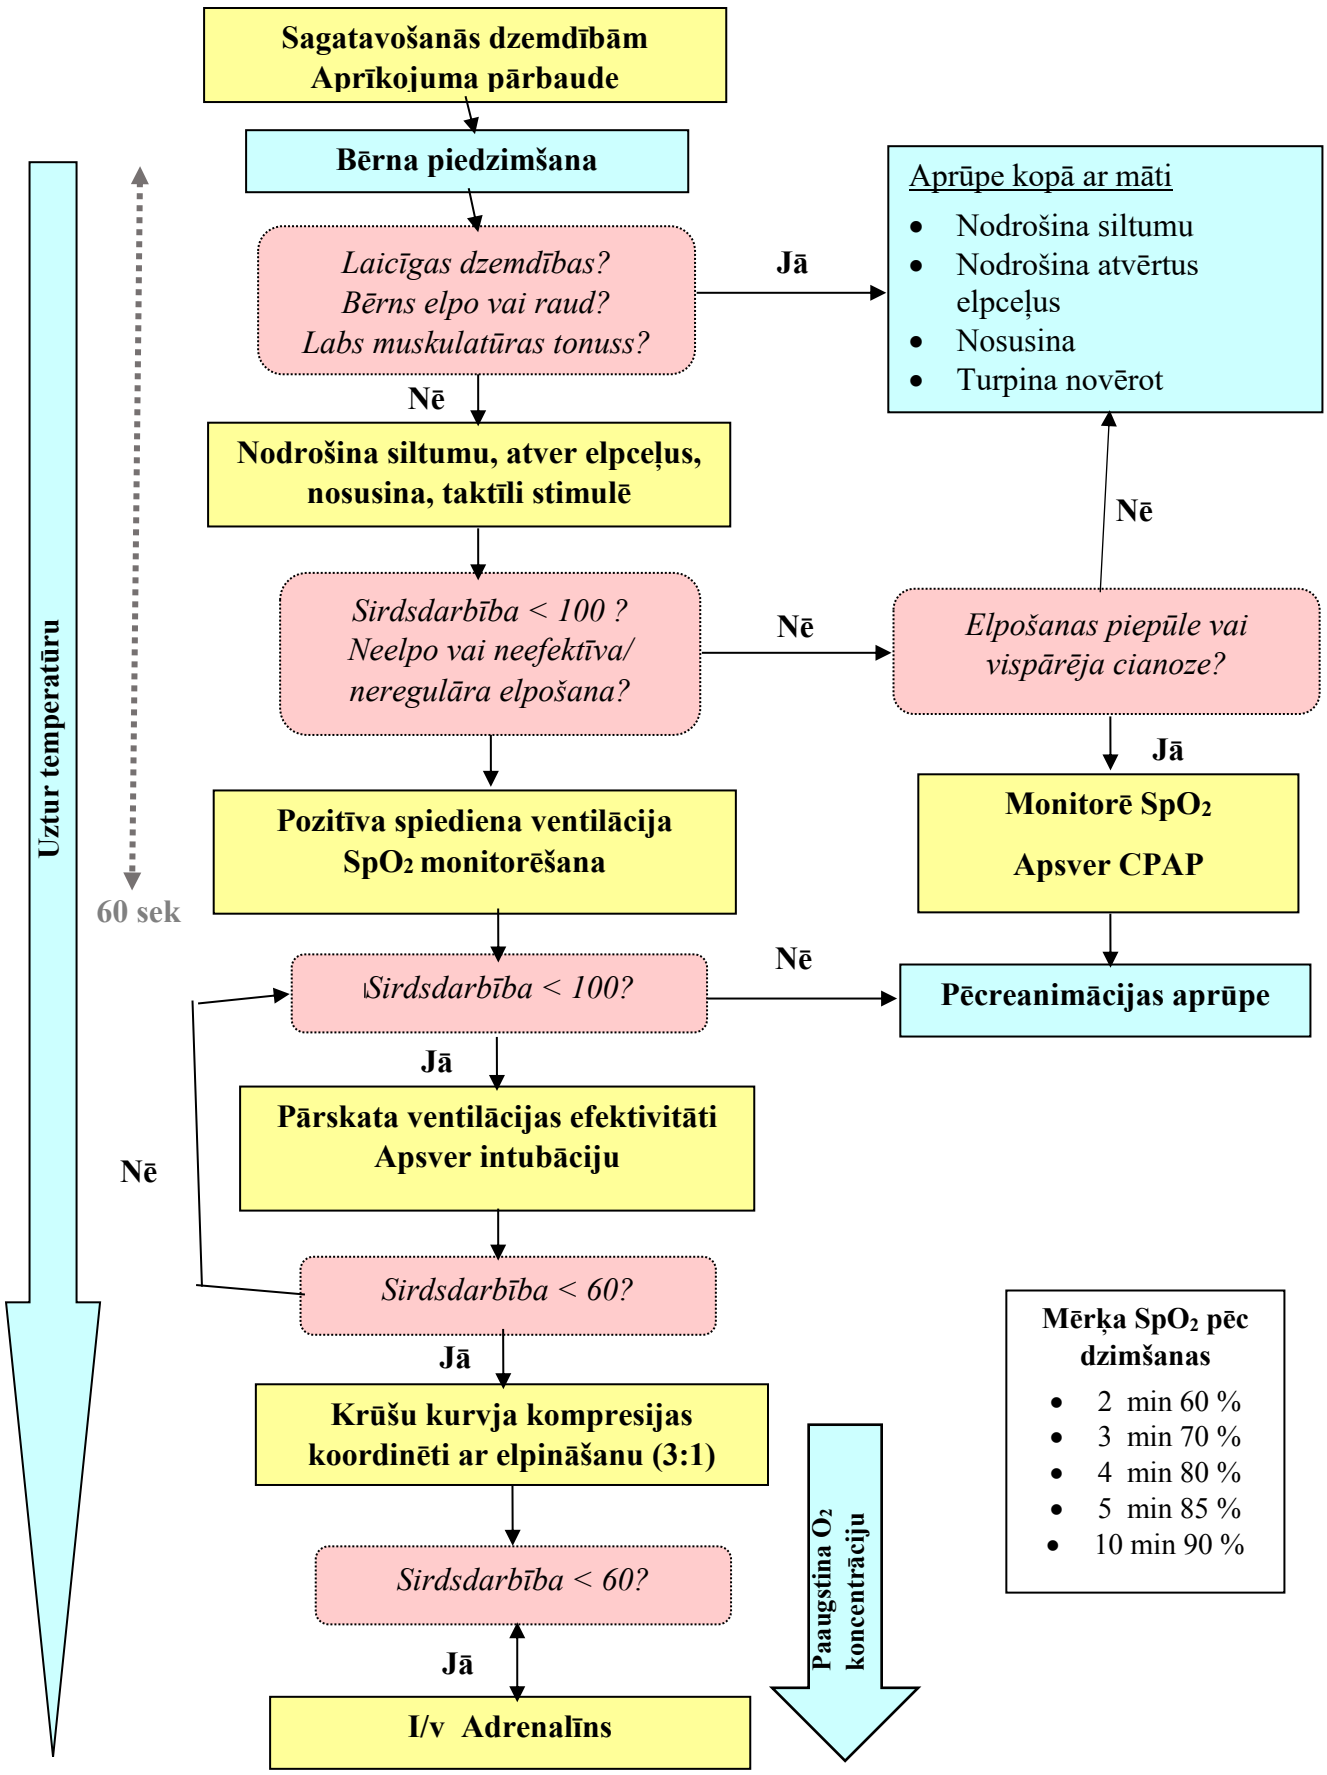 Sagatavošanās dzemdībām
Aprīkojuma pārbaude
Bērna piedzimšana
Laicīgas dzemdības?
Bērns elpo vai raud?
Labs muskulatūras tonuss?
Jā
Aprūpe kopā ar māti
• Nodrošina siltumu
• Nodrošina atvērtus
elpceļus
• Nosusina
• Turpina novērot
Nē
Nodrošina siltumu, atver elpceļus,
nosusina, taktīli stimulē
Nē
Sirdsdarbība < 100 ?
Neelpo vai neefektīva/
neregulāra elpošana?
Nē
Elpošanas piepūle vai
vispārēja cianoze?
Jā
Uztur temperatūru
60 sek
Pozitīva spiediena ventilācija
SpO₂ monitorēšana
Monitorē SpO₂
Apsver CPAP
Sirdsdarbība < 100?
Nē
Pēcreanimācijas aprūpe
Jā
Pārskata ventilācijas efektivitāti
Apsver intubāciju
Nē
Sirdsdarbība < 60?
Jā
Krūšu kurvja kompresijas
koordinēti ar elpināšanu (3:1)
Sirdsdarbība < 60?
Jā
I/v Adrenalīns
Paaugstina O₂
koncentrāciju
Mērķa SpO₂ pēc
dzimšanas
• 2 min 60 %
• 3 min 70 %
• 4 min 80 %
• 5 min 85 %
• 10 min 90 %